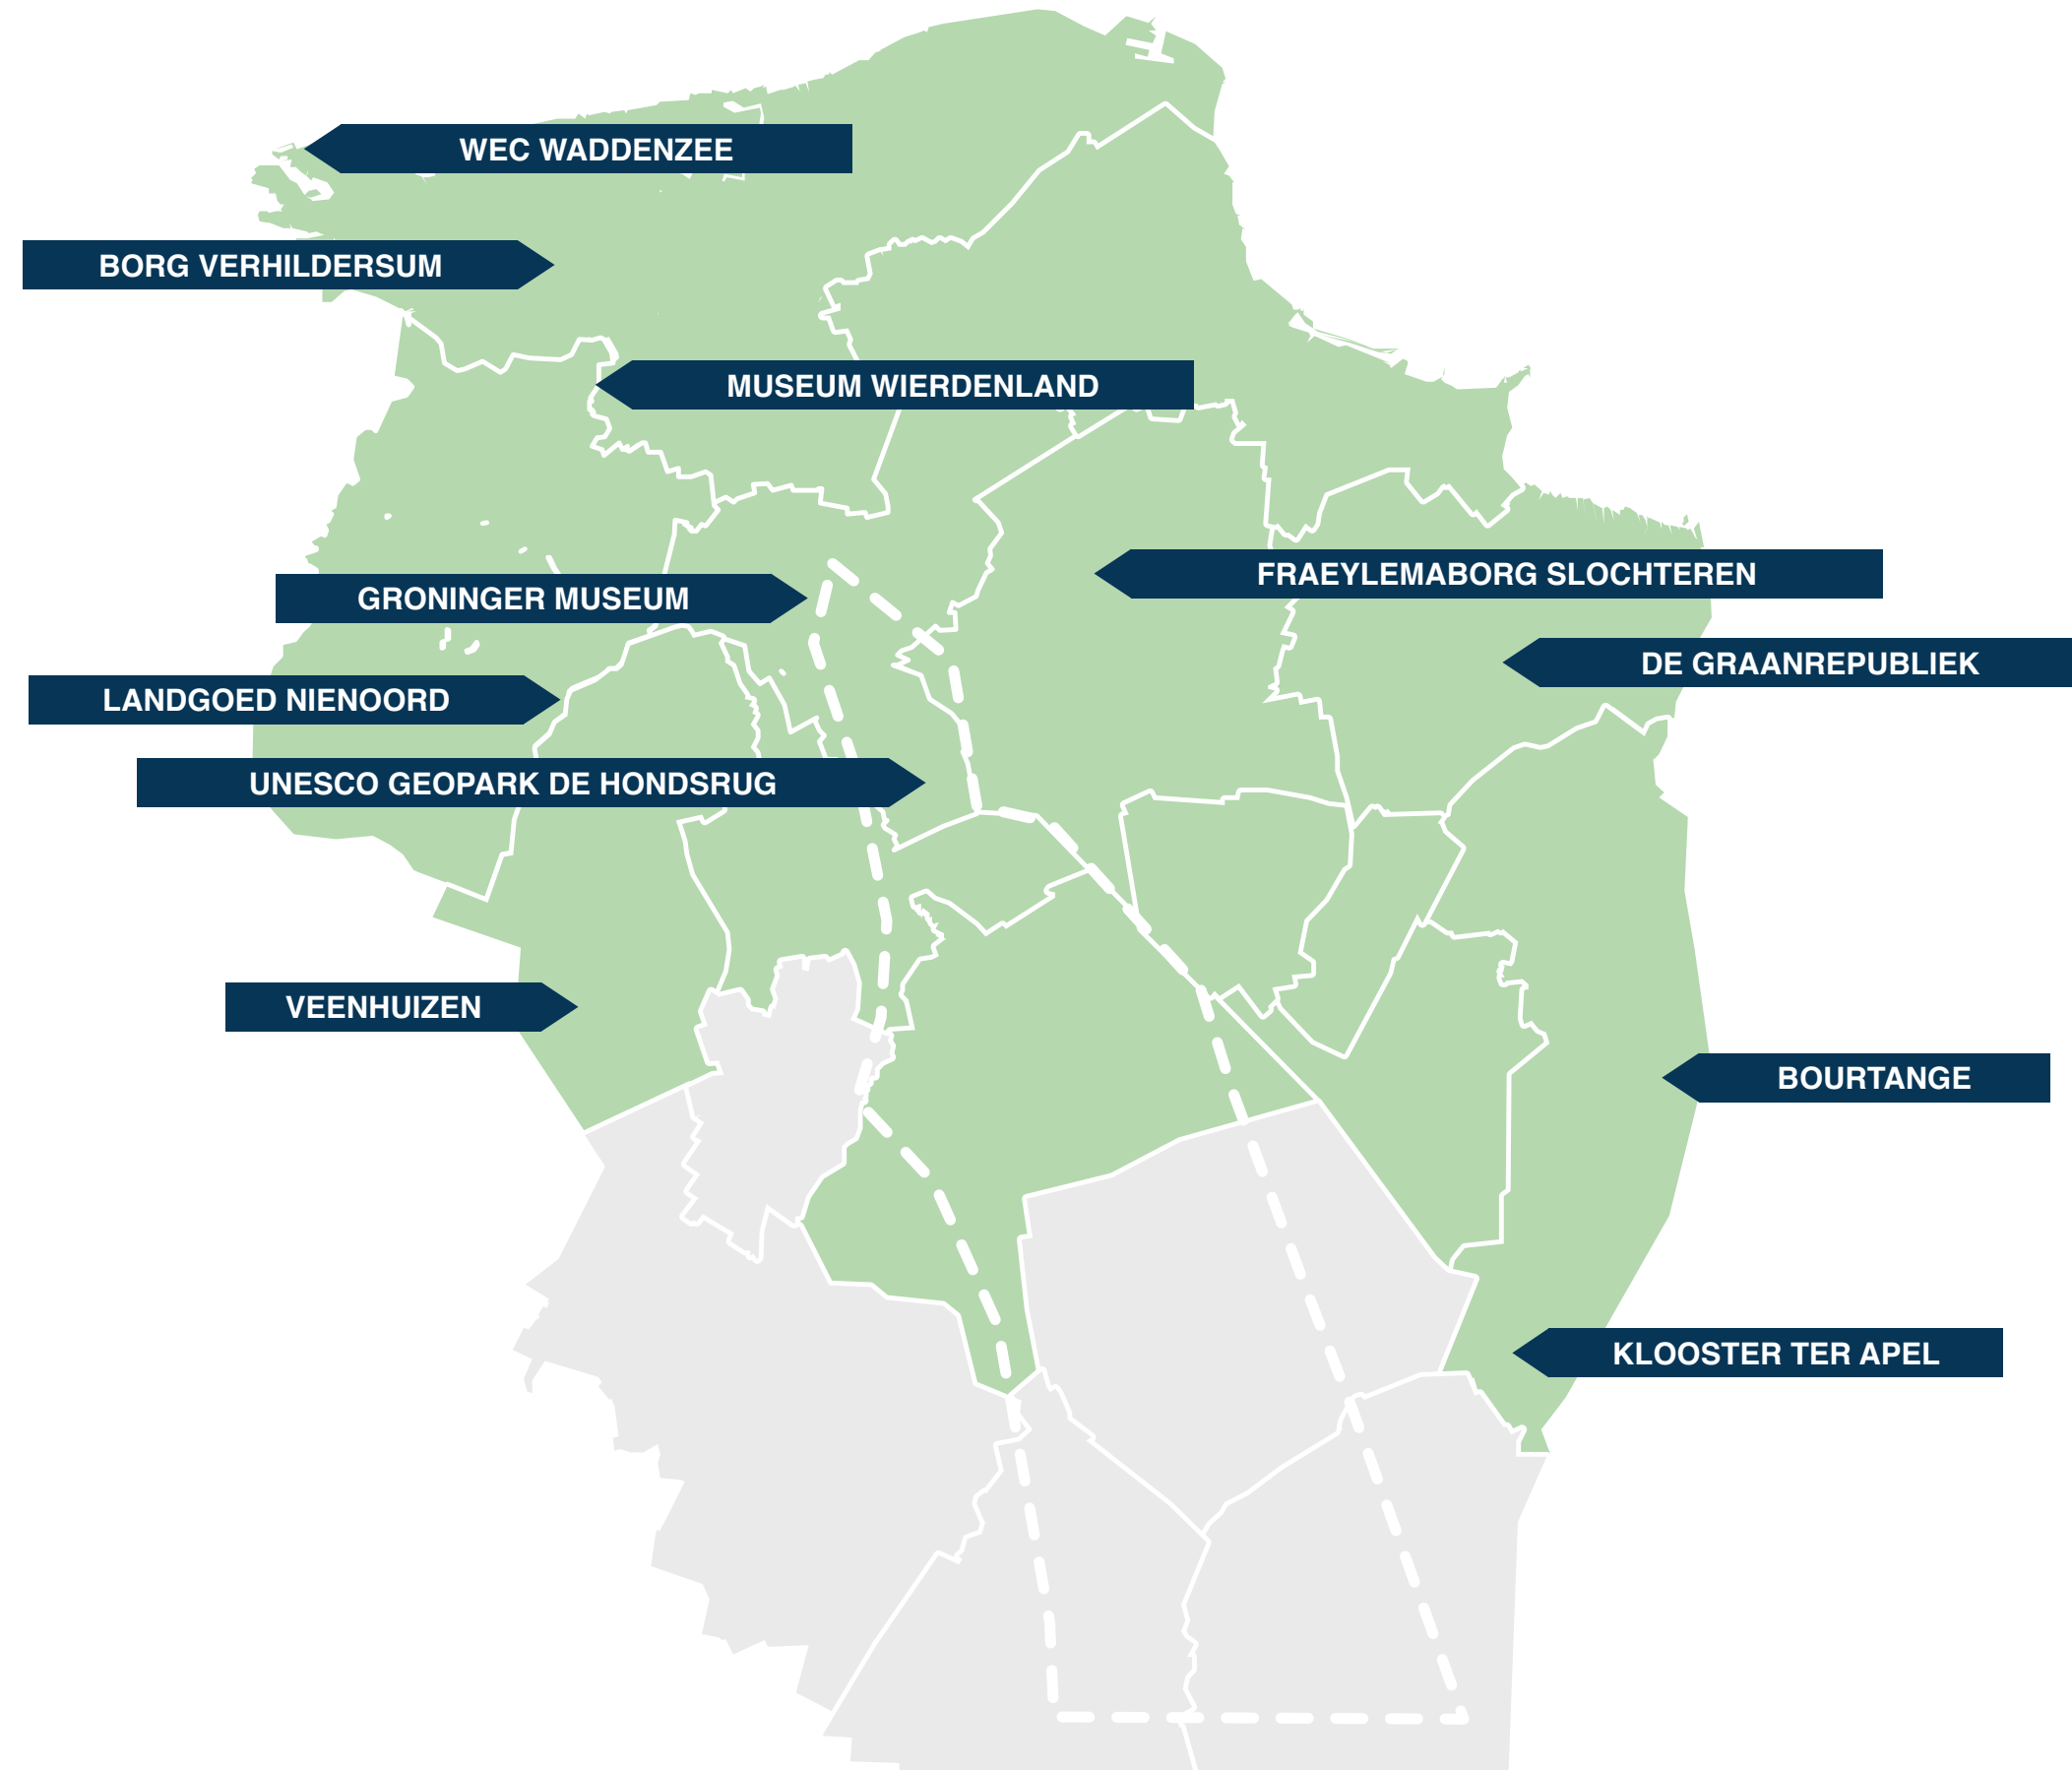 WEC WADDENZEE
BORG VERHILDERSUM
MUSEUM WIERDENLAND
FRAEYLEMABORG SLOCHTEREN
GRONINGER MUSEUM
DE GRAANREPUBLIEK
LANDGOED NIENOORD
UNESCO GEOPARK DE HONDSRUG
VEENHUIZEN
BOURTANGE
KLOOSTER TER APEL